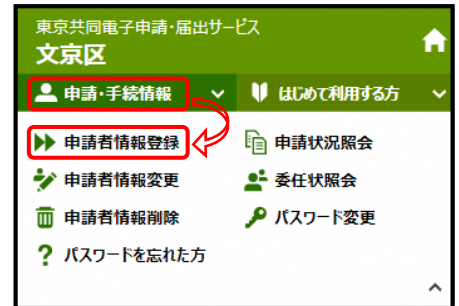 東京共同電子申請・届出サービス
文京区
申請・手続情報
はじめて利用する方
申請者情報登録
申請状況照会
申請者情報変更
委任状照会
申請者情報削除
パスワード変更
パスワードを忘れた方